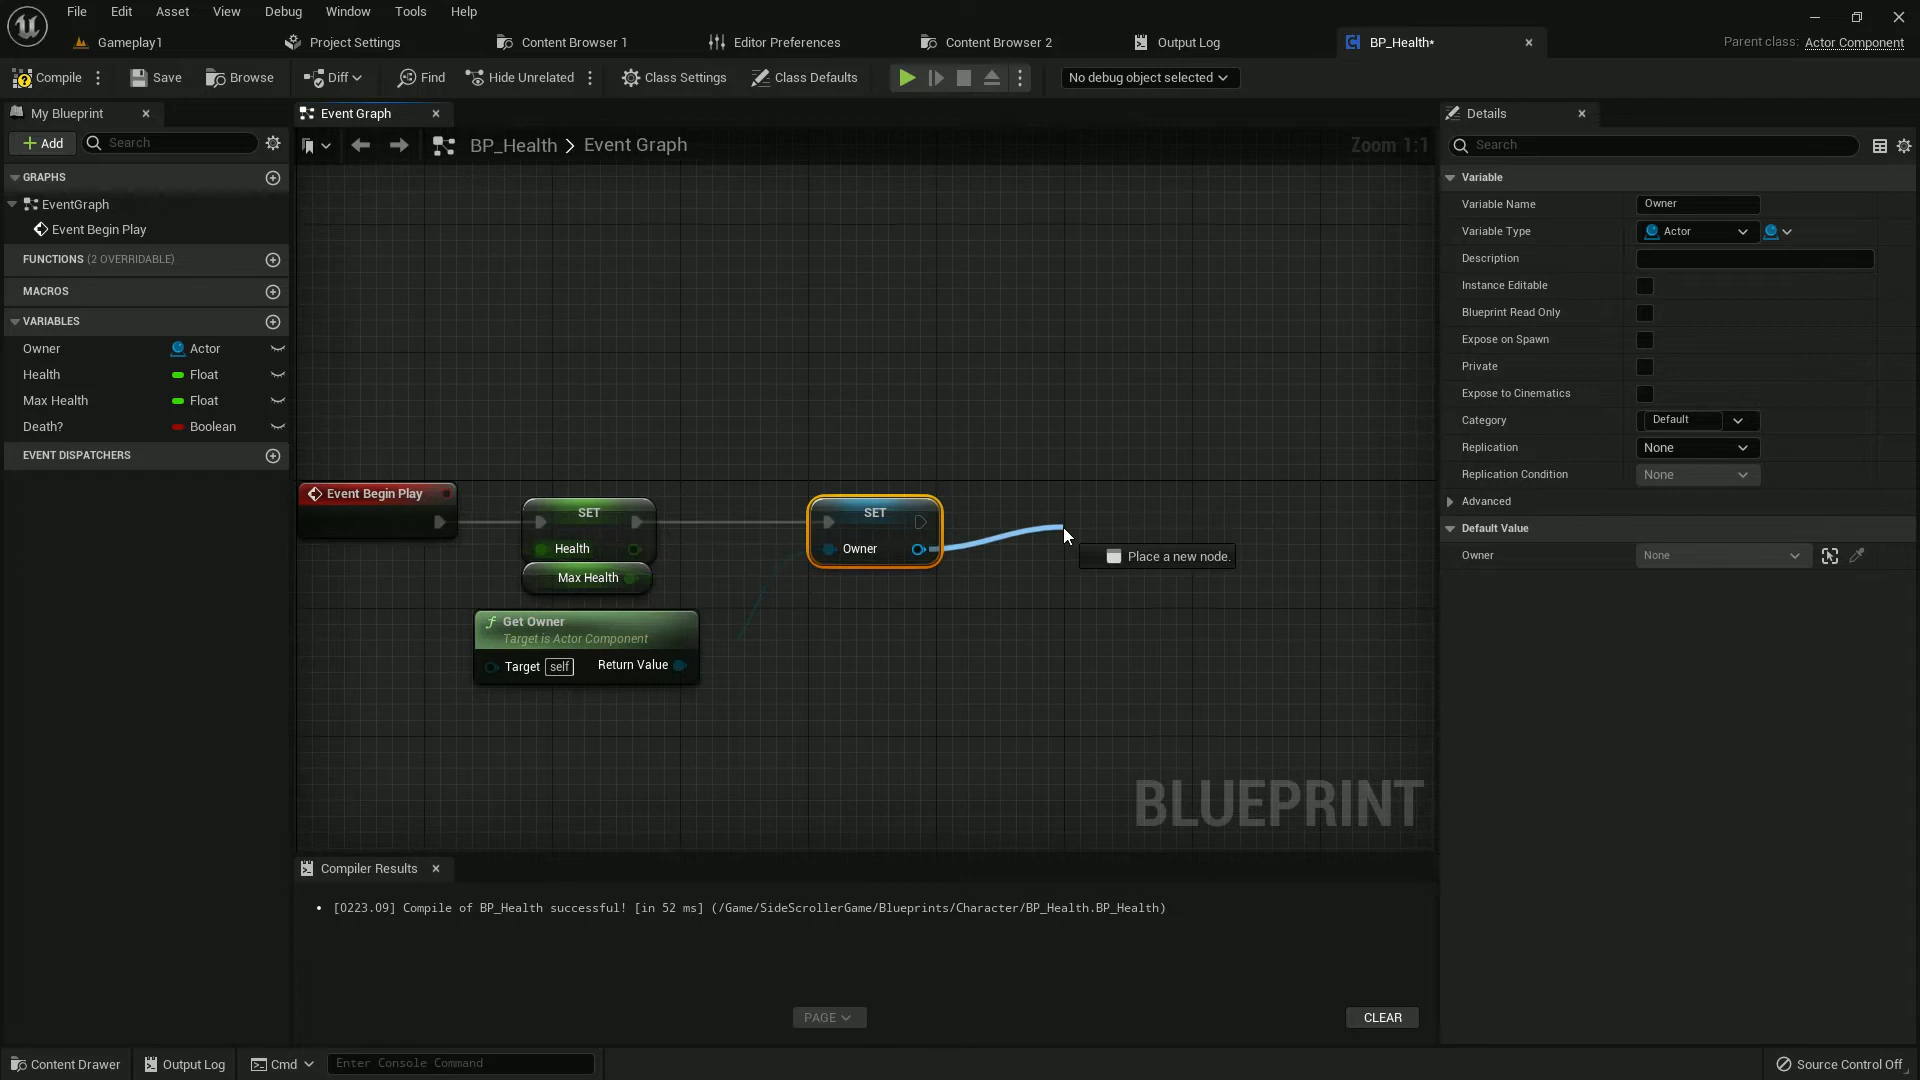 File Edit Asset View Debug Window Tools Help
Gameplay1 Project Settings Content Browser 1 Editor Preferences Content Browser 2 Output Log BP_Health* Parent class: Actor Component
Compile Save Browse Diff Find Hide Unrelated Class Settings Class Defaults No debug object selected
My Blueprint
Add Search
GRAPHS
EventGraph
Event Begin Play
FUNCTIONS (2 OVERRIDABLE)
MACROS
VARIABLES
Owner Actor
Health Float
Max Health Float
Death? Boolean
EVENT DISPATCHERS
Event Graph
BP_Health > Event Graph Zoom 1:1
Event Begin Play
SET
Health
Max Health
SET
Owner
Place a new node.
Get Owner
Target is Actor Component
Target self Return Value
BLUEPRINT
Compiler Results
[0223.09] Compile of BP_Health successful! [in 52 ms] (/Game/SideScrollerGame/Blueprints/Character/BP_Health.BP_Health)
PAGE CLEAR
Details
Search
Variable
Variable Name Owner
Variable Type Actor
Description
Instance Editable
Blueprint Read Only
Expose on Spawn
Private
Expose to Cinematics
Category Default
Replication None
Replication Condition None
Advanced
Default Value
Owner None
Content Drawer Output Log Cmd Enter Console Command Source Control Off